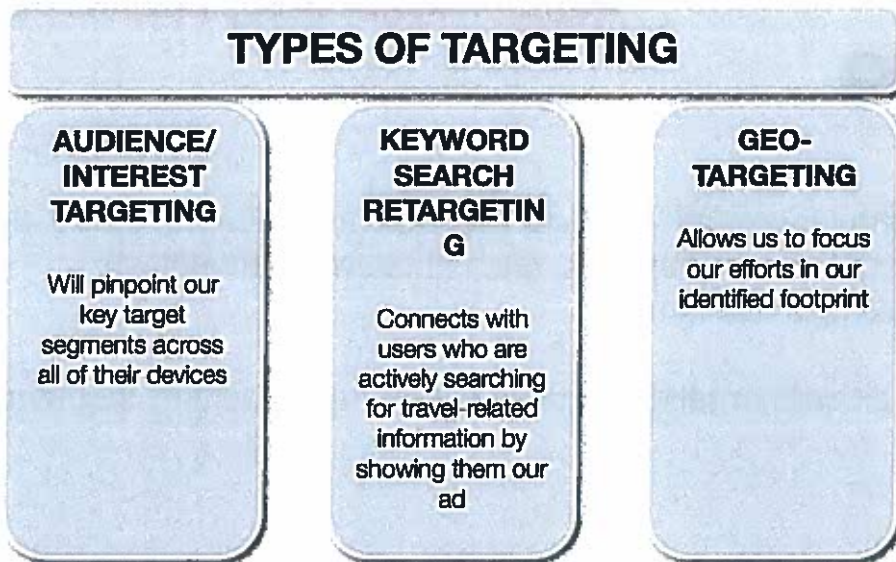 TYPES OF TARGETING
AUDIENCE/
INTEREST
TARGETING
Will pinpoint our
key target
segments across
all of their devices
KEYWORD
SEARCH
RETARGETIN
G
Connects with
users who are
actively searching
for travel-related
information by
showing them our
ad
GEO-
TARGETING
Allows us to focus
our efforts in our
identified footprint